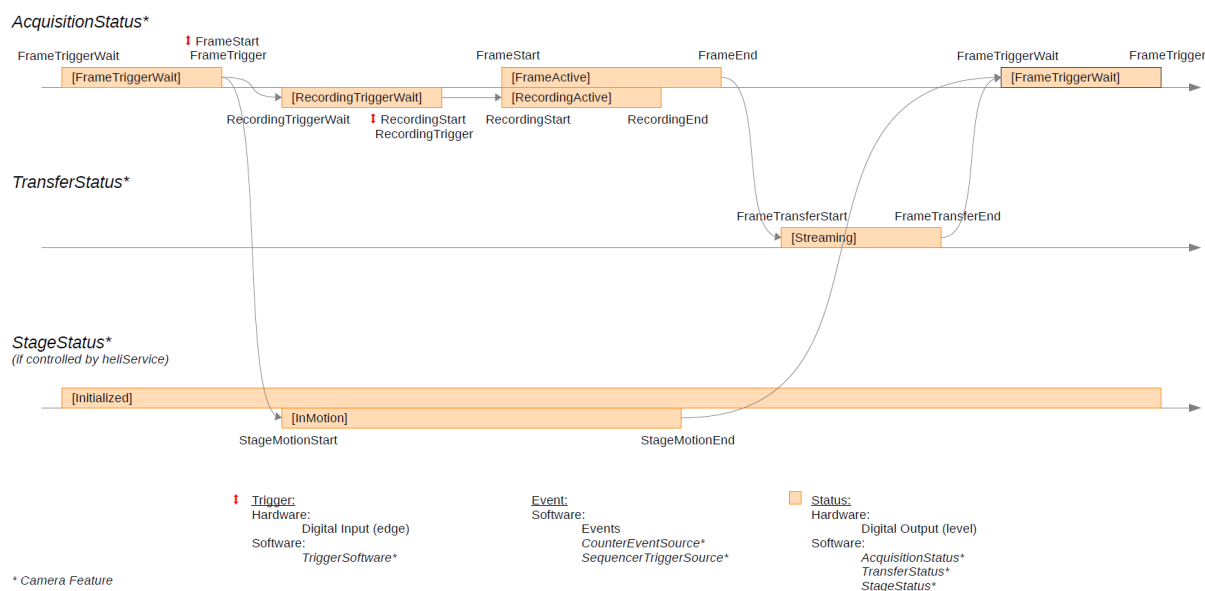 AcquisitionStatus*
FrameStart
FrameTriggerWait FrameTrigger FrameStart FrameEnd FrameTriggerWait FrameTrigger
[FrameTriggerWait] [FrameActive] [FrameTriggerWait]
[RecordingTriggerWait] [RecordingActive]
RecordingTriggerWait RecordingStart RecordingStart RecordingEnd
RecordingTrigger
TransferStatus*
FrameTransferStart FrameTransferEnd
[Streaming]
StageStatus*
(if controlled by heliService)
[Initialized]
[InMotion]
StageMotionStart StageMotionEnd
Trigger: Event: Status:
Hardware: Software: Hardware:
Digital Input (edge) Events Digital Output (level)
Software: CounterEventSource* Software:
TriggerSoftware* SequencerTriggerSource* AcquisitionStatus*
TransferStatus*
* Camera Feature
StageStatus*